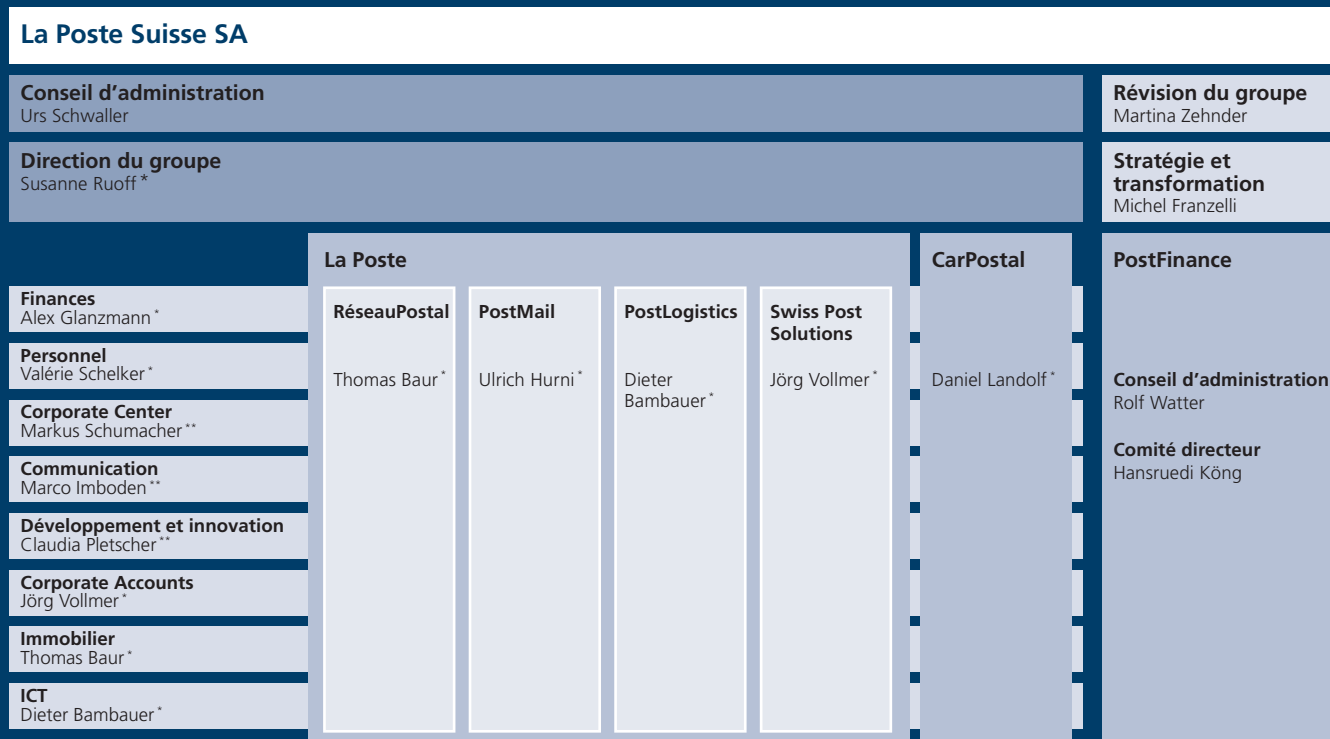 La Poste Suisse SA
Conseil d’administration
Urs Schwaller
Révision du groupe
Martina Zehnder
Direction du groupe
Susanne Ruoff *
Stratégie et
transformation
Michel Franzelli
La Poste
CarPostal
PostFinance
Finances
Alex Glanzmann *
Personnel
Valérie Schelker *
Corporate Center
Markus Schumacher **
Communication
Marco Imboden **
Développement et innovation
Claudia Pletscher **
Corporate Accounts
Jörg Vollmer *
Immobilier
Thomas Baur *
ICT
Dieter Bambauer *
RéseauPostal
Thomas Baur *
PostMail
Ulrich Hurni *
PostLogistics
Dieter
Bambauer *
Swiss Post
Solutions
Jörg Vollmer *
Daniel Landolf *
Conseil d’administration
Rolf Watter
Comité directeur
Hansruedi Köng